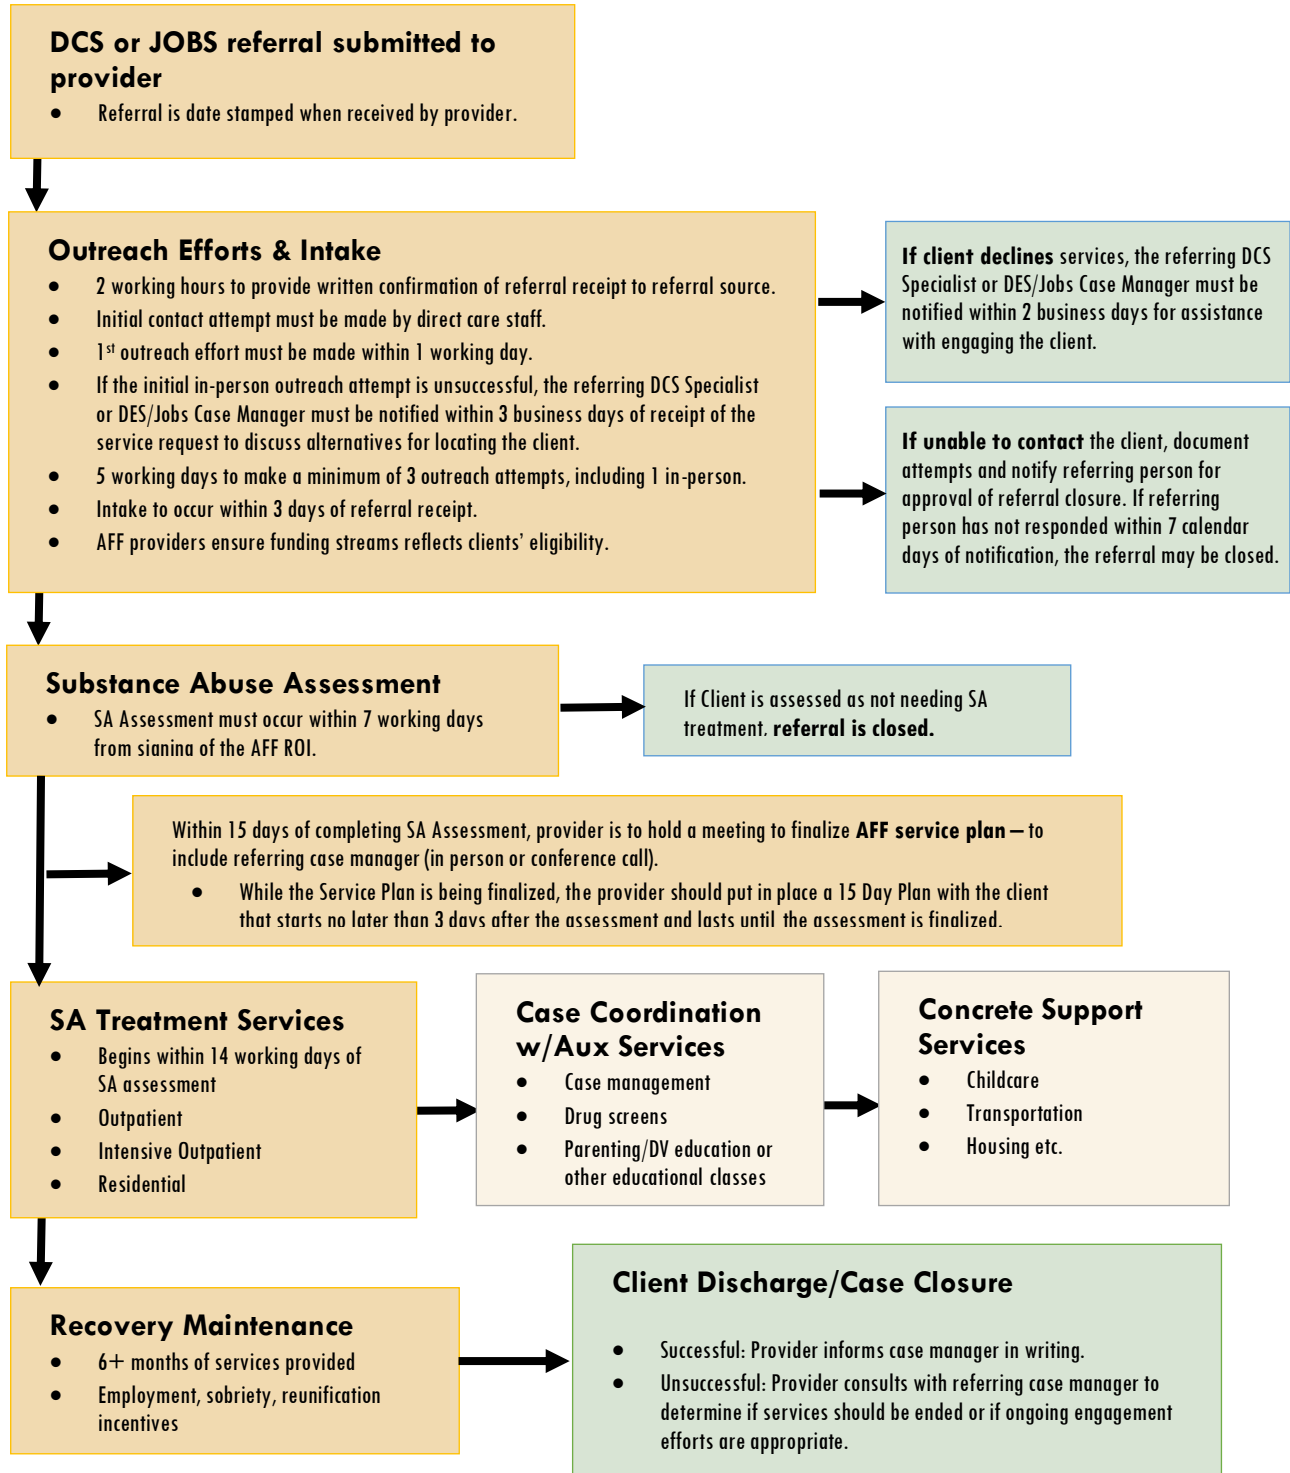 DCS or JOBS referral submitted to
provider
• Referral is date stamped when received by provider.
Outreach Efforts & Intake
• 2 working hours to provide written confirmation of referral receipt to referral source.
• Initial contact attempt must be made by direct care staff.
• 1st outreach effort must be made within 1 working day.
• If the initial in-person outreach attempt is unsuccessful, the referring DCS Specialist
or DES/Jobs Case Manager must be notified within 3 business days of receipt of the
service request to discuss alternatives for locating the client.
• 5 working days to make a minimum of 3 outreach attempts, including 1 in-person.
• Intake to occur within 3 days of referral receipt.
• AFF providers ensure funding streams reflects clients' eligibility.
If client declines services, the referring DCS
Specialist or DES/Jobs Case Manager must be
notified within 2 business days for assistance
with engaging the client.
If unable to contact the client, document
attempts and notify referring person for
approval of referral closure. If referring
person has not responded within 7 calendar
days of notification, the referral may be closed.
Substance Abuse Assessment
• SA Assessment must occur within 7 working days
from signing of the AFF ROI.
If Client is assessed as not needing SA
treatment, referral is closed.
Within 15 days of completing SA Assessment, provider is to hold a meeting to finalize AFF service plan – to
include referring case manager (in person or conference call).
• While the Service Plan is being finalized, the provider should put in place a 15 Day Plan with the client
that starts no later than 3 days after the assessment and lasts until the assessment is finalized.
SA Treatment Services
• Begins within 14 working days of
SA assessment
• Outpatient
• Intensive Outpatient
• Residential
Case Coordination
w/Aux Services
• Case management
• Drug screens
• Parenting/DV education or
other educational classes
Concrete Support
Services
• Childcare
• Transportation
• Housing etc.
Recovery Maintenance
• 6+ months of services provided
• Employment, sobriety, reunification
incentives
Client Discharge/Case Closure
• Successful: Provider informs case manager in writing.
• Unsuccessful: Provider consults with referring case manager to
determine if services should be ended or if ongoing engagement
efforts are appropriate.